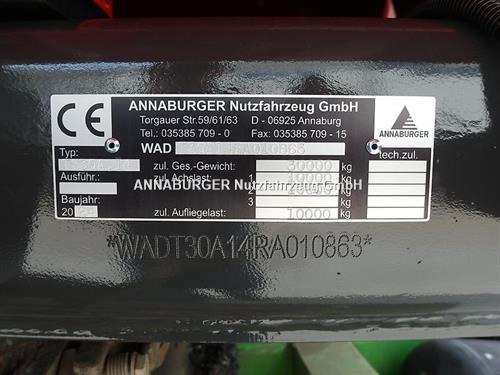 CE
ANNABURGER Nutzfahrzeug GmbH
Torgauer Str.59/61/63 D - 06925 Annaburg
Tel.: 035385 709 - 0 Fax: 035385 709 - 15
ANNABURGER
WAD T30A14RA010863
Typ: zul. Ges.-Gewicht: 30000 kg tech.zul.
Ausführ.: zul. Achslast: 1 10000 kg
ANNABURGER Nutzfahrzeug GmbH
2 10000 kg
Baujahr: 3 kg
20 zul. Aufliegelast: 10000 kg
*WADT30A14RA010863*